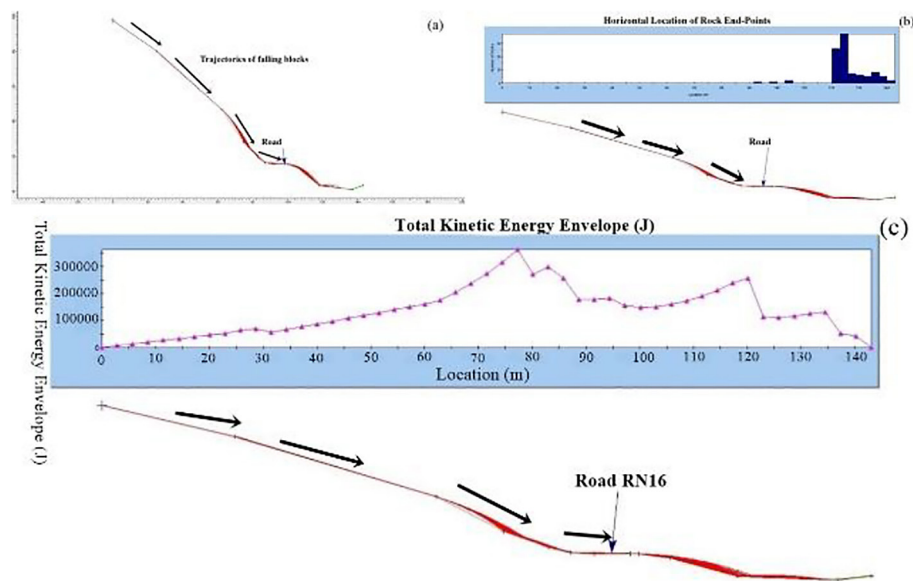 (a)
Trajectories of falling blocks
Road
Horizontal Location of Rock End-Points
(b)
Road
(c)
Total Kinetic Energy Envelope (J)
Total Kinetic Energy Envelope (J)
300000
200000
100000
0
0 10 20 30 40 50 60 70 80 90 100 110 120 130 140
Location (m)
Road RN16